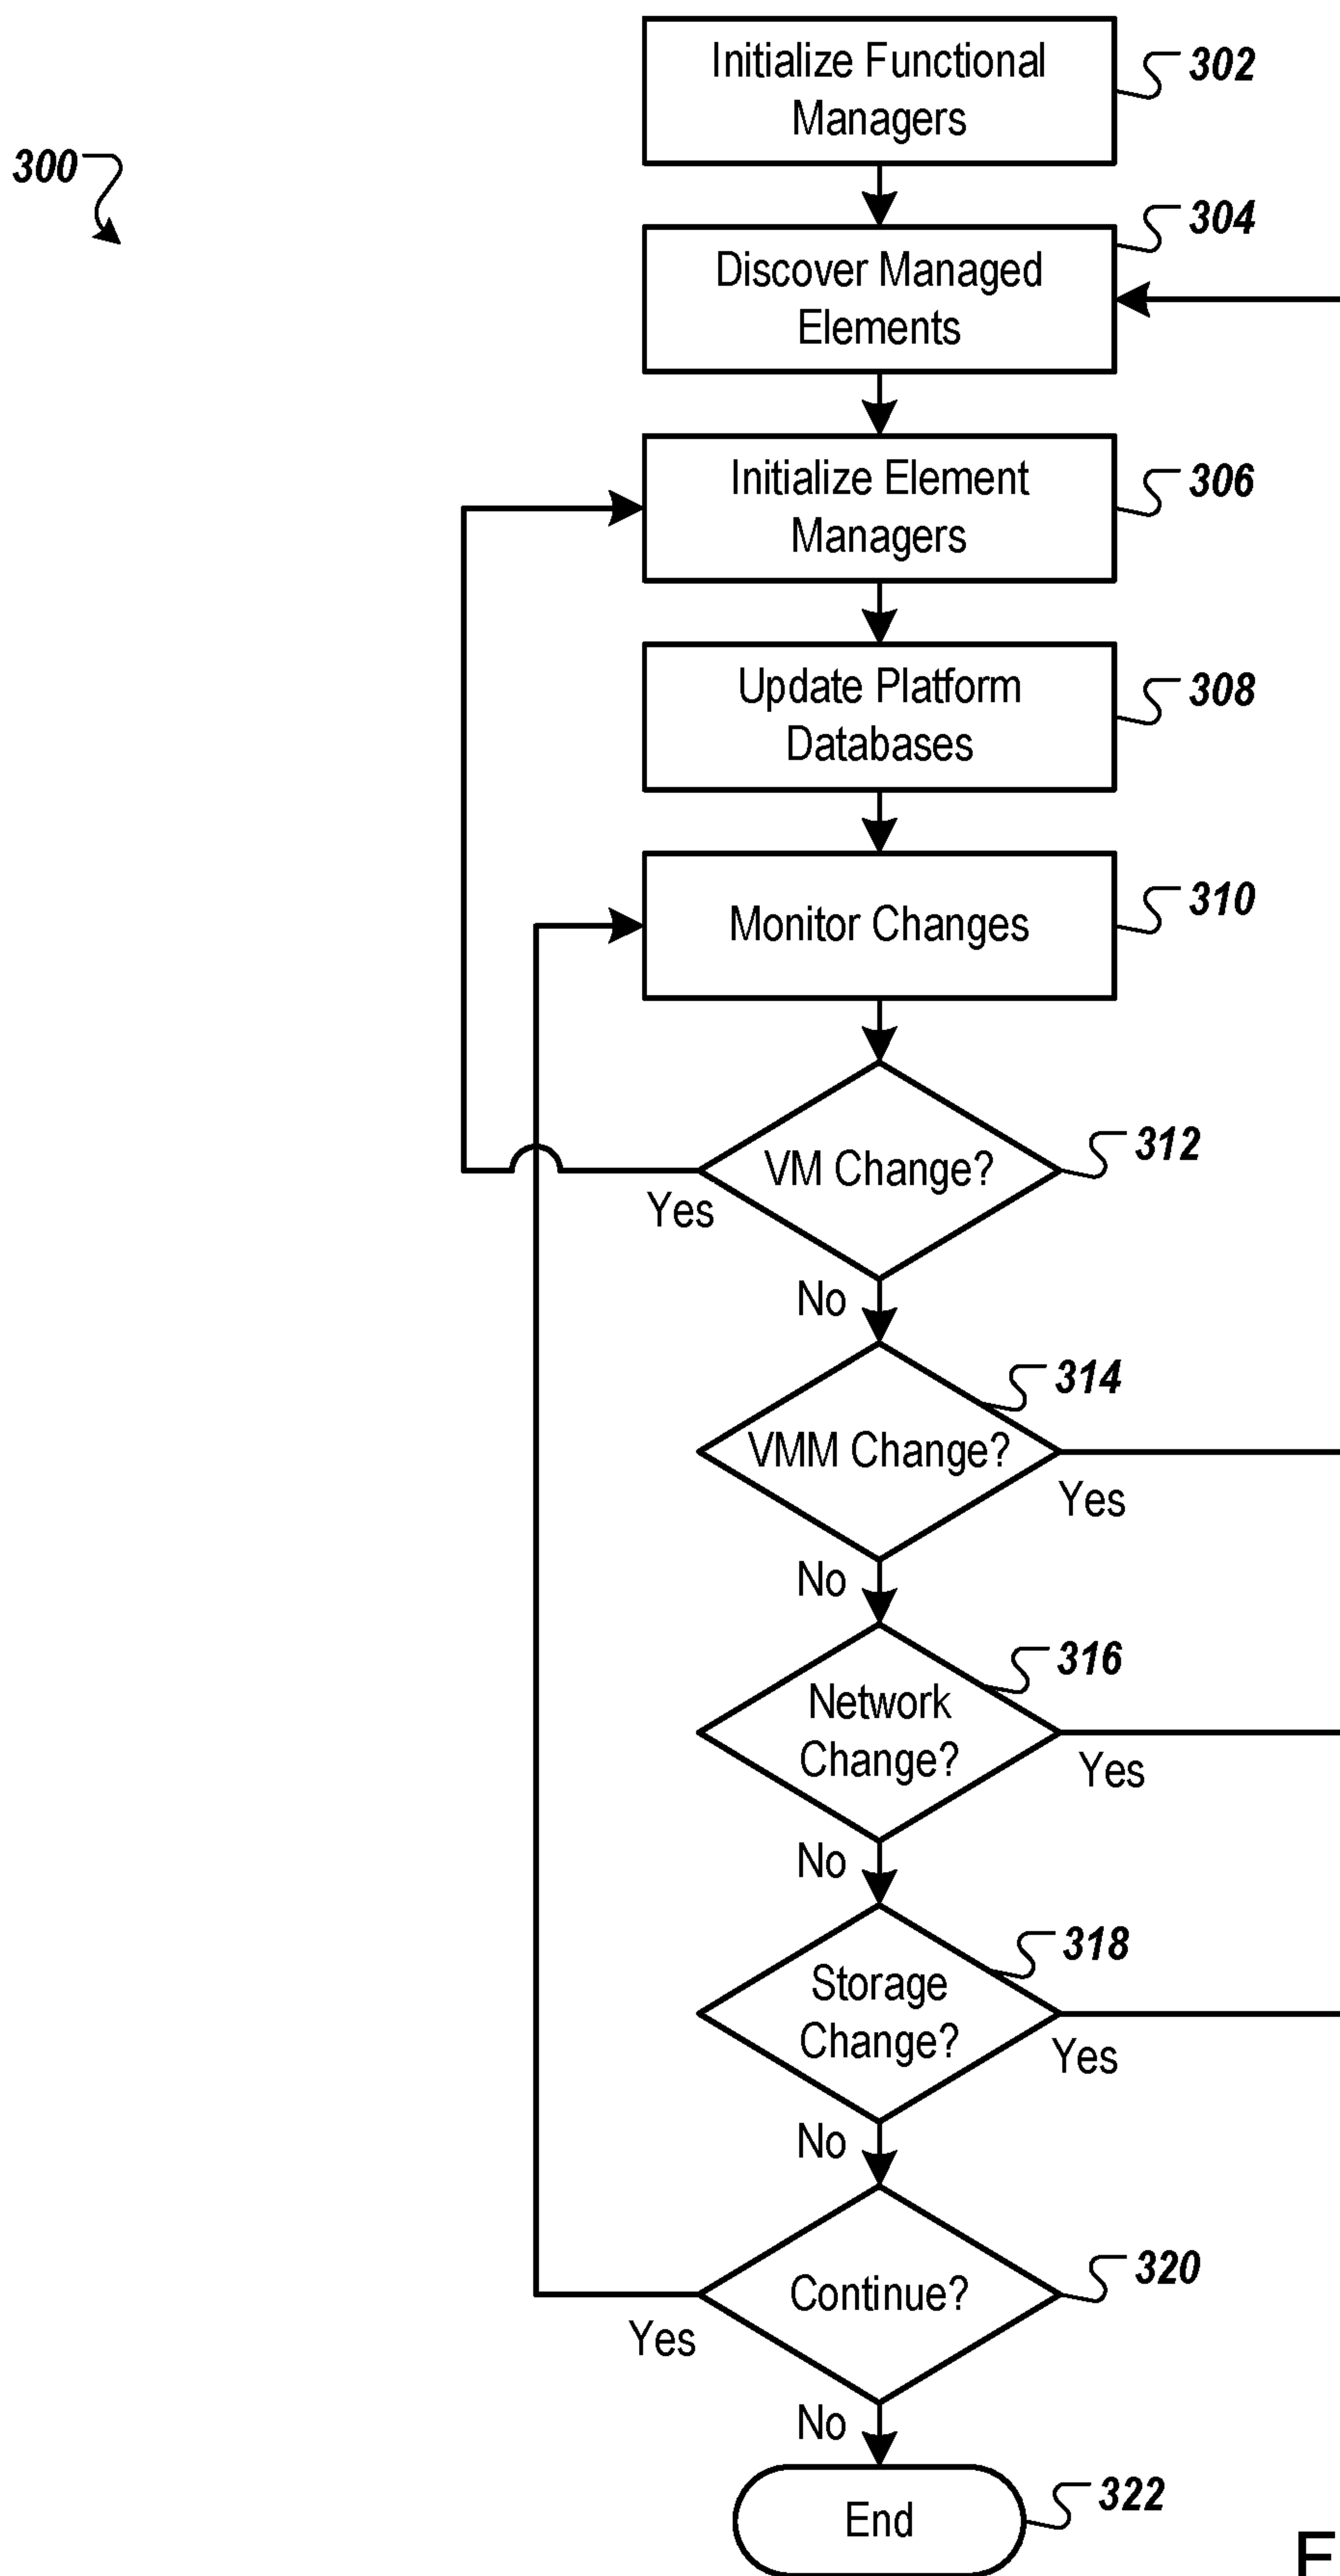 Initialize Functional
Managers
302
300
304
Discover Managed
Elements
Initialize Element
Managers
306
Update Platform
Databases
308
Monitor Changes
310
VM Change?
312
Yes
No
VMM Change?
314
Yes
No
Network
Change?
316
Yes
No
Storage
Change?
318
Yes
No
Continue?
320
Yes
No
End
322